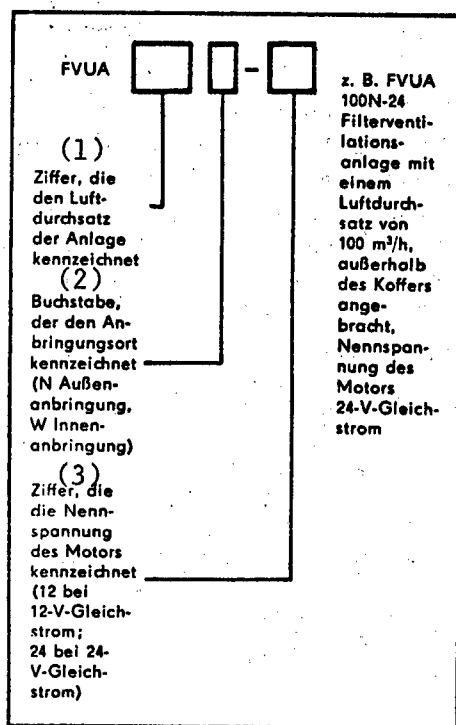 FVUA -
(1)
Ziffer, die
den Luft-
durchsatz
der Anlage
kennzeichnet
(2)
Buchstabe,
der den An-
bringungsort
kennzeichnet
(N Außen-
anbringung,
W Innen-
anbringung)
(3)
Ziffer, die
die Nenn-
spannung
des Motors
kennzeichnet
(12 bei
12-V-Gleich-
strom;
24 bei 24-
V-Gleich-
strom)
z. B. FVUA
100N-24
Filterventi-
lations-
anlage mit
einem
Luftdurch-
satz von
100 m³/h,
außerhalb
des Koffers
ange-
bracht,
Nennspan-
nung des
Motors
24-V-Gleich-
strom